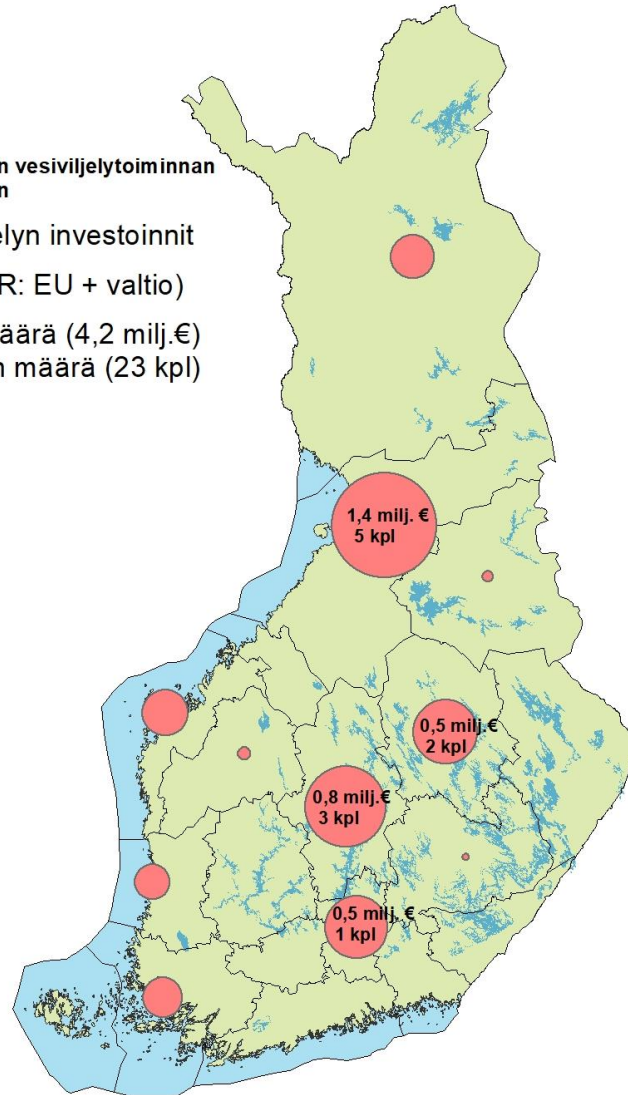 n vesiviljelytoiminnan
n
elyn investoinnit
R: EU + valtio)
äärä (4,2 milj.€)
n määrä (23 kpl)
1,4 milj. €
5 kpl
0,5 milj.€
2 kpl
0,8 milj.€
3 kpl
0,5 milj. €
1 kpl